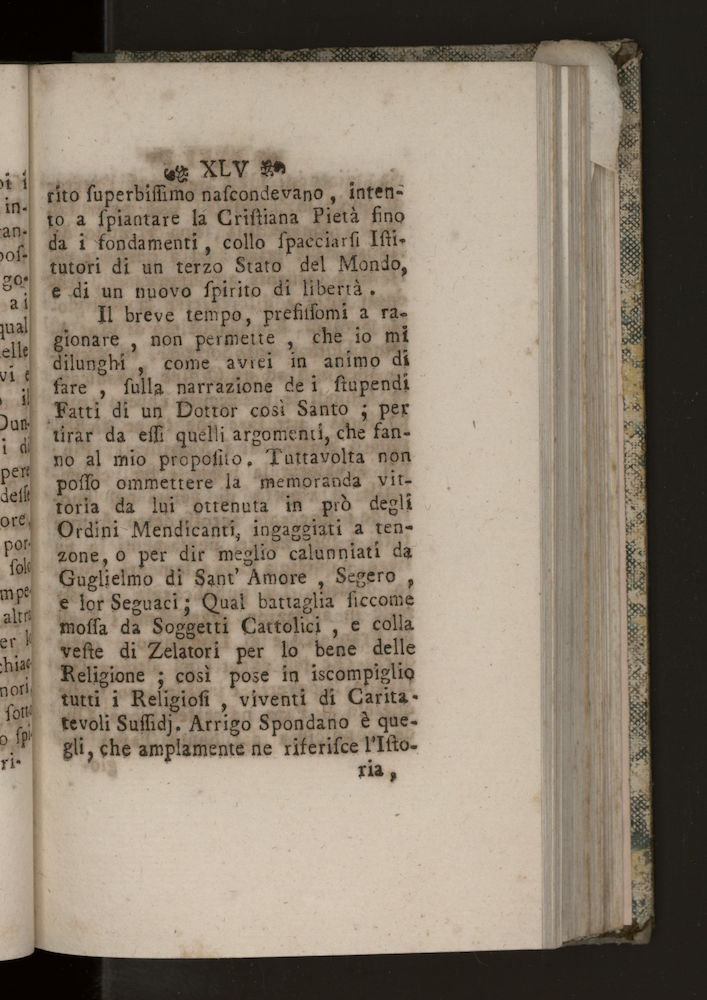 XLV
rito ſuperbiſſimo naſcondevano, inten-
to a ſpiantare la Criſtiana Pietà ſino
da i fondamenti, collo ſpacciarſi Iſti-
tutori di un terzo Stato del Mondo,
e di un nuovo ſpirito di libertà.
Il breve tempo, prefiſſomi a ra-
gionare, non permette, che io mi
dilunghi, come avrei in animo di
fare, ſulla narrazione de i ſtupendi
Fatti di un Dottor così Santo; per
tirar da eſſi quelli argomenti, che fan-
no al mio propoſito. Tuttavolta non
poſſo ommettere la memoranda vit-
toria da lui ottenuta in prò degli
Ordini Mendicanti, ingaggiati a ten-
zone, o per dir meglio calunniati da
Guglielmo di Sant' Amore, Segero,
e lor Seguaci; Qual battaglia ſiccome
moſſa da Soggetti Cattolici, e colla
veſte di Zelatori per lo bene delle
Religione; così poſe in iscompiglio
tutti i Religioſi, viventi di Carita-
tevoli Suſſidj. Arrigo Spondano è que-
gli, che amplamente ne riferiſce l'Iſto-
ria,